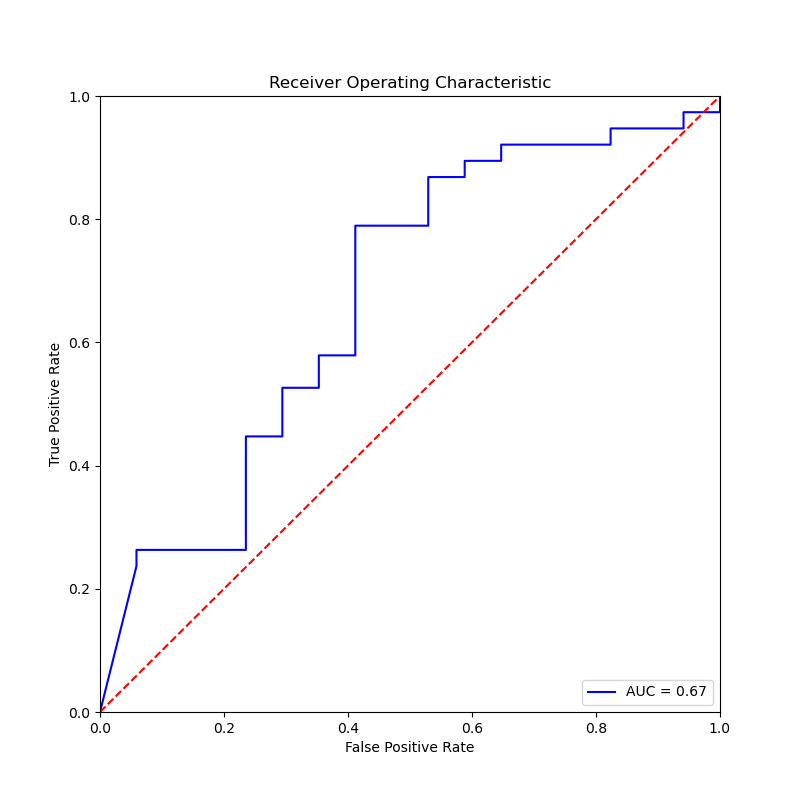 Receiver Operating Characteristic
1.0
0.8
0.6
0.4
0.2
0.0
True Positive Rate
AUC = 0.67
0.0 0.2 0.4 0.6 0.8 1.0
False Positive Rate